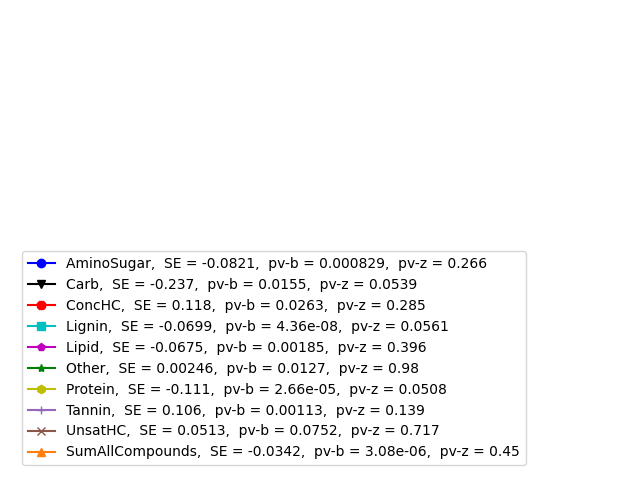 AminoSugar,  SE = -0.0821,  pv-b = 0.000829,  pv-z = 0.266
Carb,  SE = -0.237,  pv-b = 0.0155,  pv-z = 0.0539
ConcHC,  SE = 0.118,  pv-b = 0.0263,  pv-z = 0.285
Lignin,  SE = -0.0699,  pv-b = 4.36e-08,  pv-z = 0.0561
Lipid,  SE = -0.0675,  pv-b = 0.00185,  pv-z = 0.396
Other,  SE = 0.00246,  pv-b = 0.0127,  pv-z = 0.98
Protein,  SE = -0.111,  pv-b = 2.66e-05,  pv-z = 0.0508
Tannin,  SE = 0.106,  pv-b = 0.00113,  pv-z = 0.139
UnsatHC,  SE = 0.0513,  pv-b = 0.0752,  pv-z = 0.717
SumAllCompounds,  SE = -0.0342,  pv-b = 3.08e-06,  pv-z = 0.45